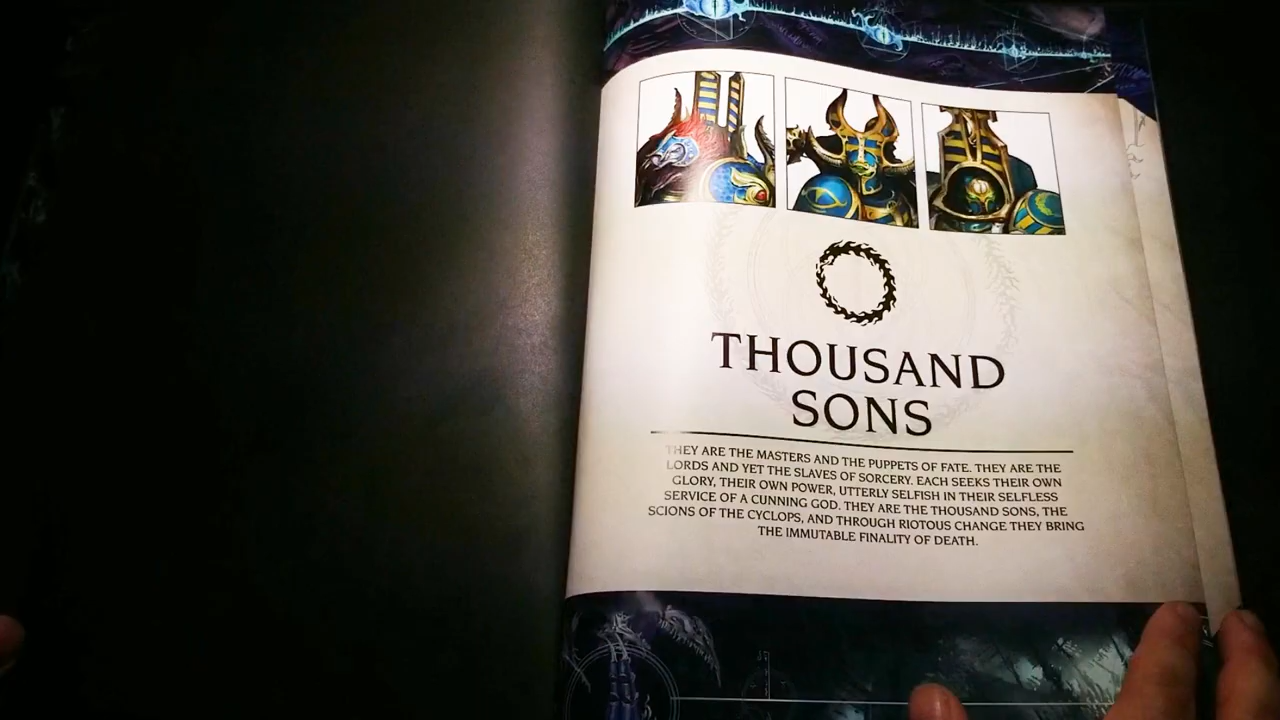 THOUSAND
SONS
THEY ARE THE MASTERS AND THE PUPPETS OF FATE. THEY ARE THE
LORDS AND YET THE SLAVES OF SORCERY. EACH SEEKS THEIR OWN
GLORY, THEIR OWN POWER, UTTERLY SELFISH IN THEIR SELFLESS
SERVICE OF A CUNNING GOD. THEY ARE THE THOUSAND SONS, THE
SCIONS OF THE CYCLOPS, AND THROUGH RIOTOUS CHANGE THEY BRING
THE IMMUTABLE FINALITY OF DEATH.